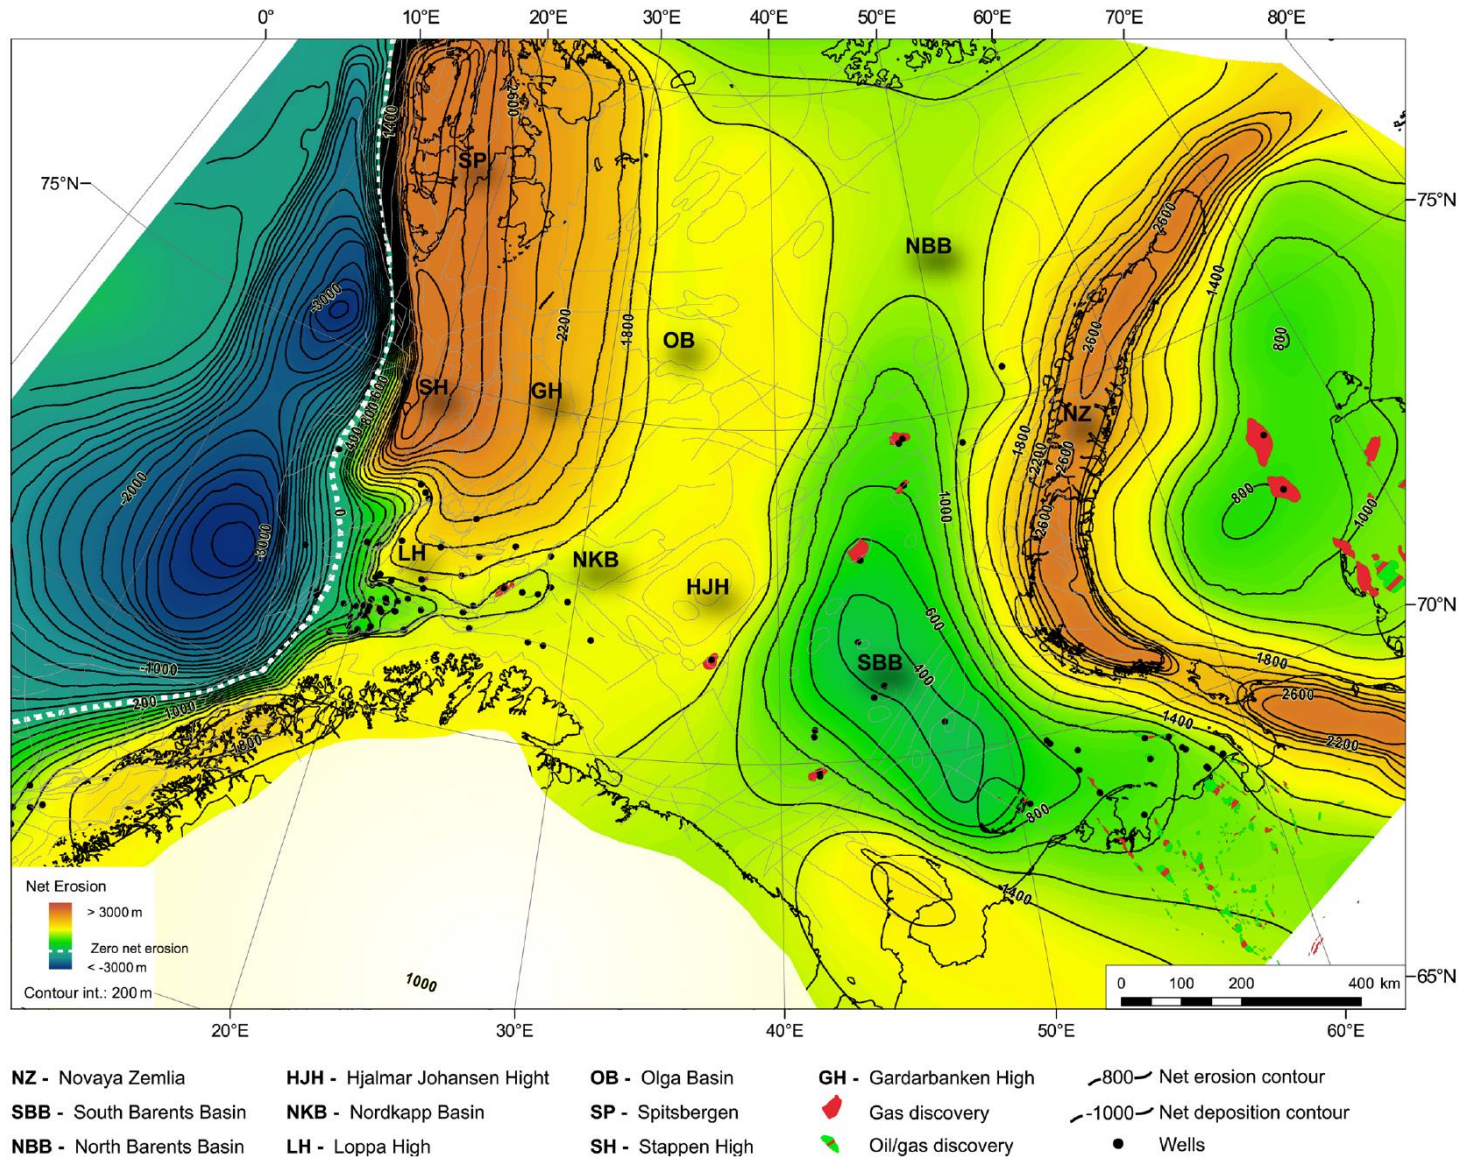 0° 10°E 20°E 30°E 40°E 50°E 60°E 70°E 80°E
1400
2600
SP
75°N
75°N
2600
NBB
1400
-3000
2200
1800
2600
800
OB
SH
GH
NZ
600
800
400
1800
2200
2600
-2000
800
1000
1000
2600
0
-3000
LH
NKB
HJH
600
70°N
SBB
400
-1000
1800
200
2600
1000
1400
1800
2200
800
Net Erosion
> 3000 m
Zero net erosion
< -3000 m
Contour int.: 200 m
1000
1400
65°N
0 100 200 400 km
20°E 30°E 40°E 50°E 60°E
NZ - Novaya Zemlia HJH - Hjalmar Johansen Hight OB - Olga Basin GH - Gardarbanken High 800 Net erosion contour
SBB - South Barents Basin NKB - Nordkapp Basin SP - Spitsbergen Gas discovery -1000 Net deposition contour
NBB - North Barents Basin LH - Loppa High SH - Stappen High Oil/gas discovery Wells